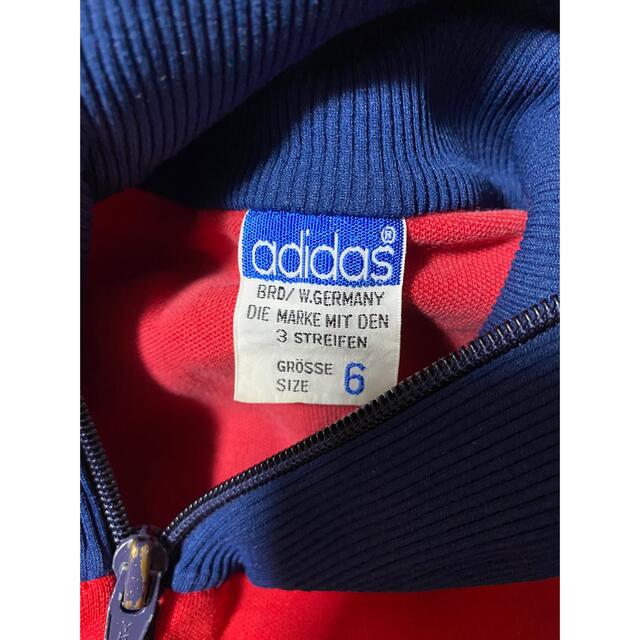 adidas®
BRD/W.GERMANY
DIE MARKE MIT DEN
3 STREIFEN
GRÖSSE
SIZE 6